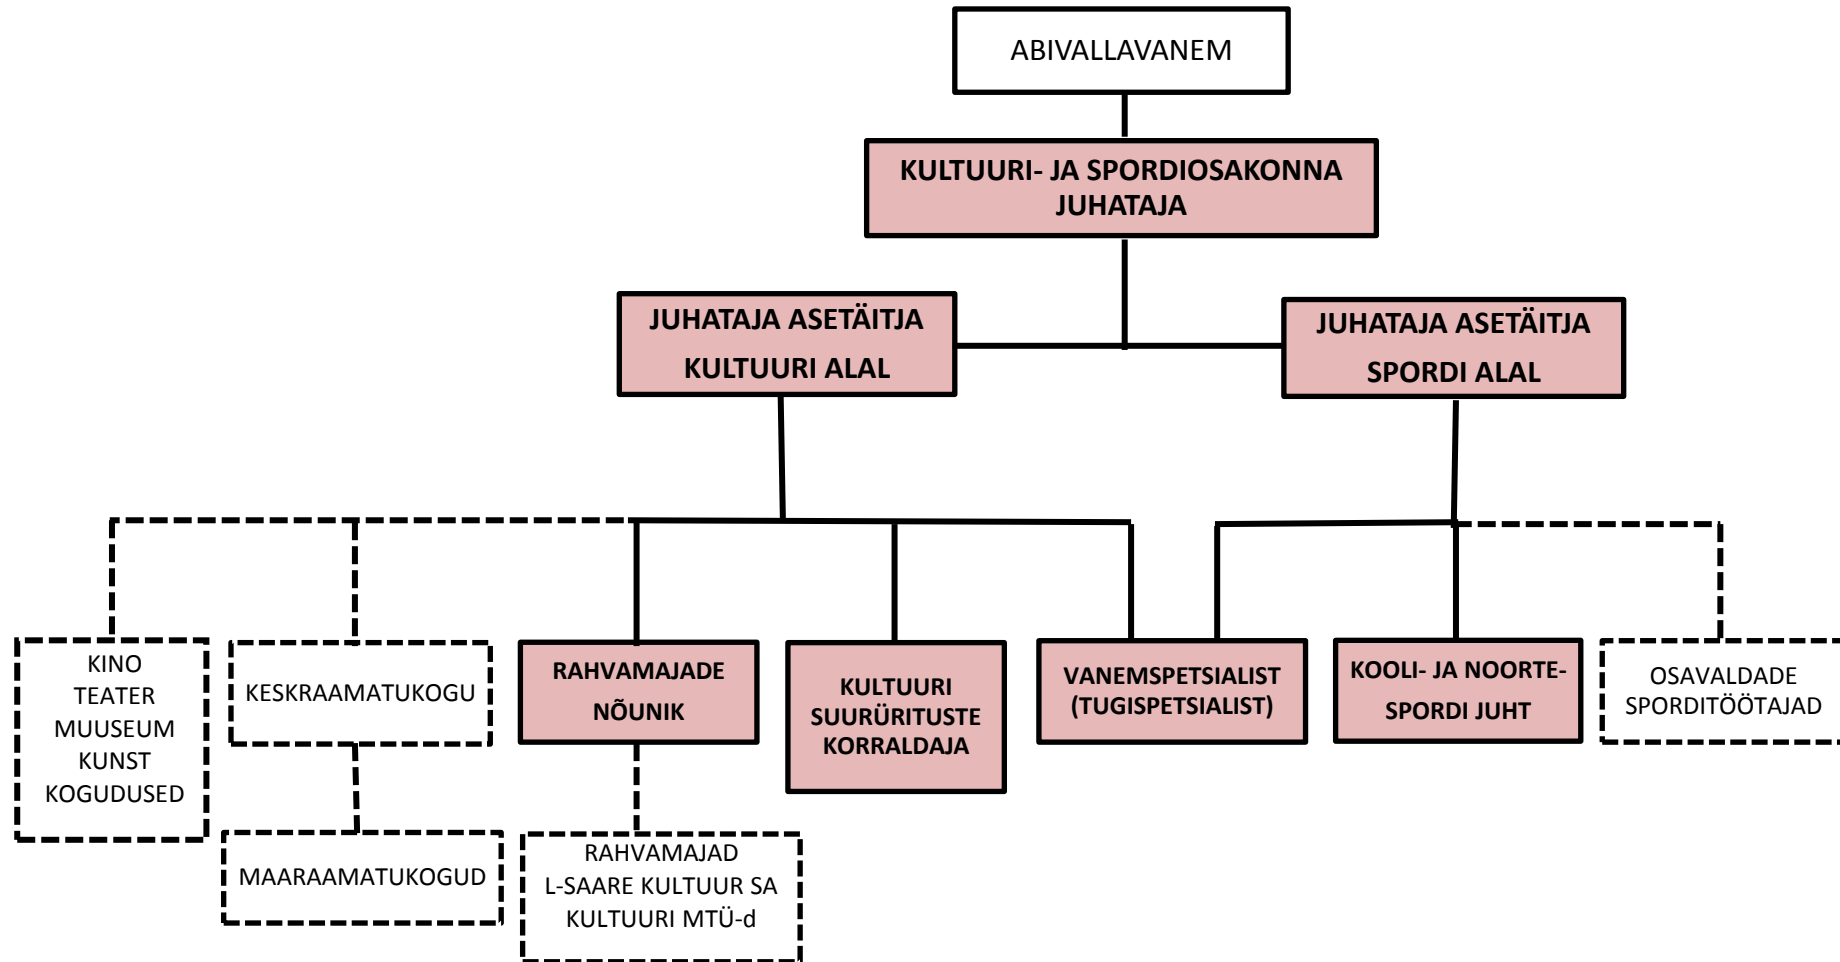 ABIVALLAVANEM
KULTUURI- JA SPORDIOSAKONNA
JUHATAJA
JUHATAJA ASETÄITJA
KULTUURI ALAL
JUHATAJA ASETÄITJA
SPORDI ALAL
KINO
TEATER
MUUSEUM
KUNST
KOGUDUSED
KESKRAAMATUKOGU
RAHVAMAJADE
NÕUNIK
KULTUURI
SUURÜRITUSTE
KORRALDAJA
VANEMSPETSIALIST
(TUGISPETSIALIST)
KOOLI- JA NOORTE-
SPORDI JUHT
OSAVALDADE
SPORDITÖÖTAJAD
MAARAAMATUKOGUD
RAHVAMAJAD
L-SAARE KULTUUR SA
KULTUURI MTÜ-d